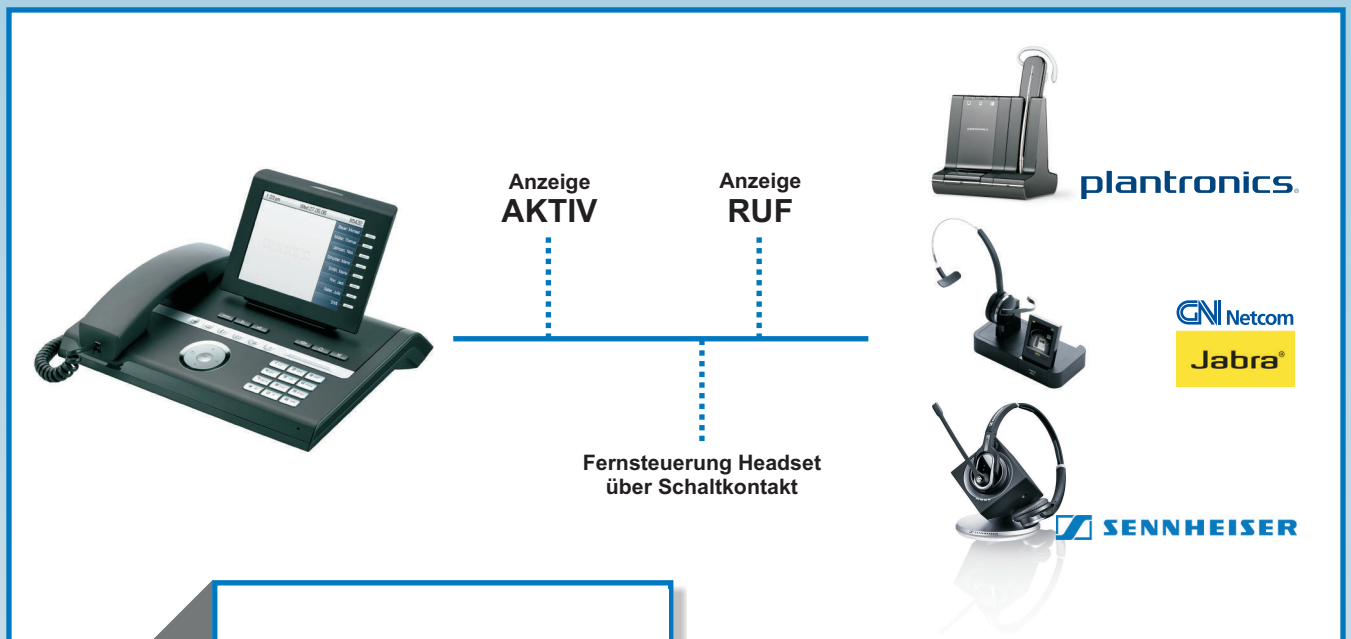 plantronics.
Anzeige
AKTIV
Anzeige
RUF
GN Netcom
Jabra®
Fernsteuerung Headset
über Schaltkontakt
SENNHEISER